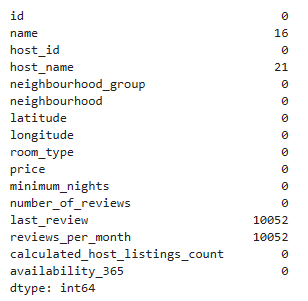 id 0
name 16
host_id 0
host_name 21
neighbourhood_group 0
neighbourhood 0
latitude 0
longitude 0
room_type 0
price 0
minimum_nights 0
number_of_reviews 0
last_review 10052
reviews_per_month 10052
calculated_host_listings_count 0
availability_365 0
dtype: int64